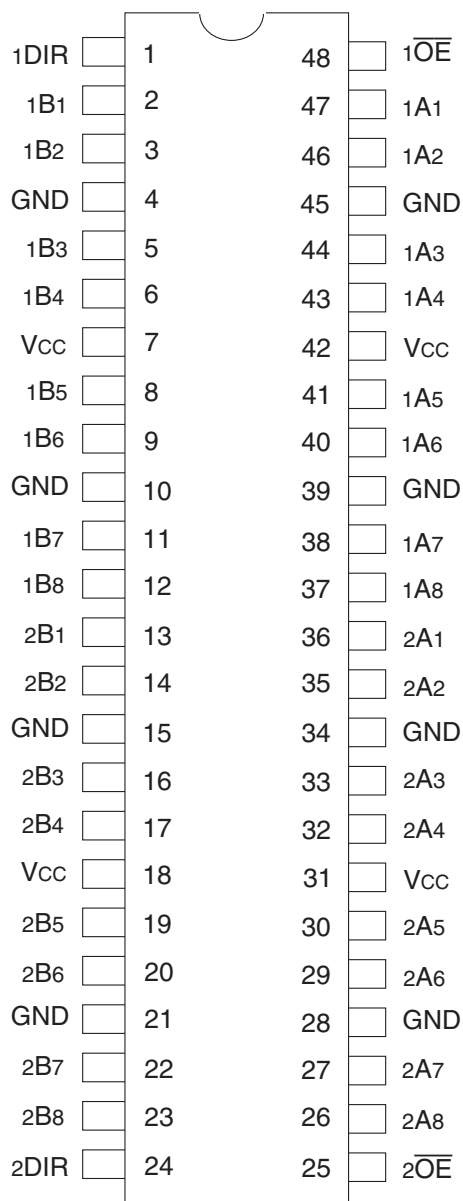 1DIR 1 48 1O̅E̅
1B1 2 47 1A1
1B2 3 46 1A2
GND 4 45 GND
1B3 5 44 1A3
1B4 6 43 1A4
VCC 7 42 VCC
1B5 8 41 1A5
1B6 9 40 1A6
GND 10 39 GND
1B7 11 38 1A7
1B8 12 37 1A8
2B1 13 36 2A1
2B2 14 35 2A2
GND 15 34 GND
2B3 16 33 2A3
2B4 17 32 2A4
VCC 18 31 VCC
2B5 19 30 2A5
2B6 20 29 2A6
GND 21 28 GND
2B7 22 27 2A7
2B8 23 26 2A8
2DIR 24 25 2O̅E̅